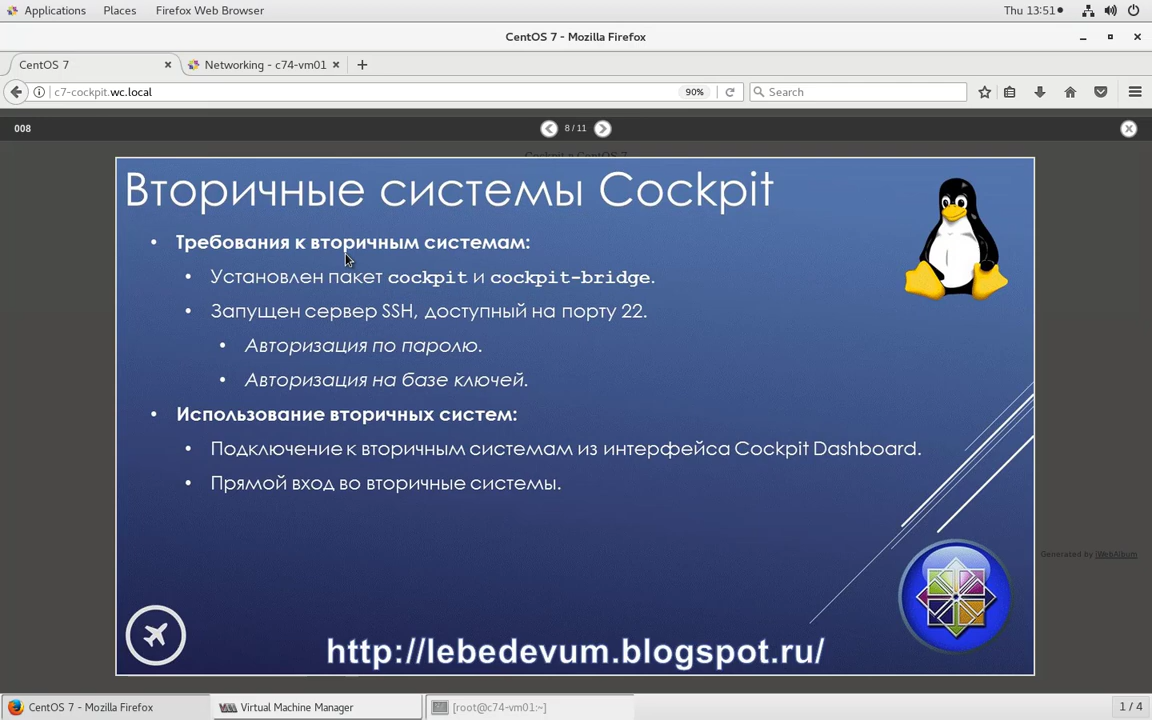 Applications Places Firefox Web Browser Thu 13:51
CentOS 7 - Mozilla Firefox
CentOS 7 Networking - c74-vm01
c7-cockpit.wc.local 90% Search
008 8 / 11
Вторичные системы Cockpit
• Требования к вторичным системам:
• Установлен пакет cockpit и cockpit-bridge.
• Запущен сервер SSH, доступный на порту 22.
• Авторизация по паролю.
• Авторизация на базе ключей.
• Использование вторичных систем:
• Подключение к вторичным системам из интерфейса Cockpit Dashboard.
• Прямой вход во вторичные системы.
Generated by jWebAlbum
http://lebedevum.blogspot.ru/
CentOS 7 - Mozilla Firefox Virtual Machine Manager [root@c74-vm01:~] 1 / 4